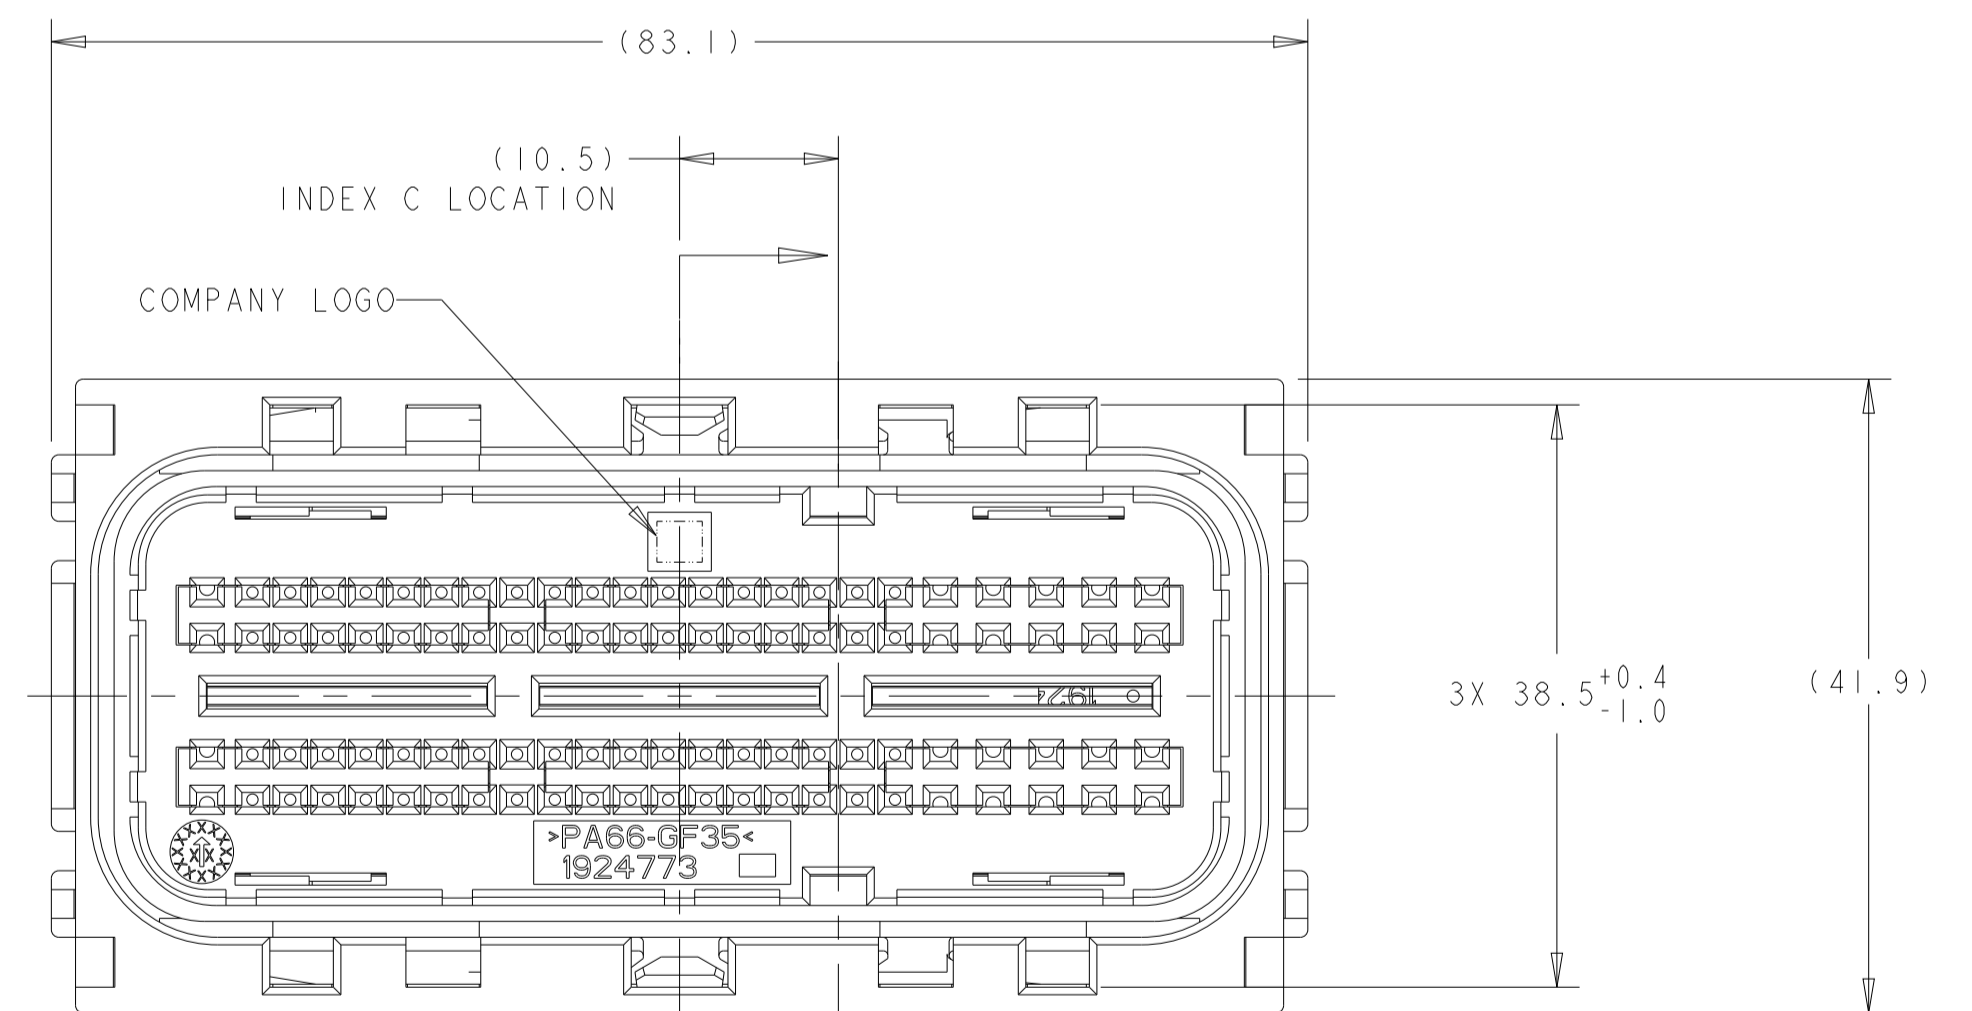 (83.1)
(10.5)
INDEX C LOCATION
COMPANY LOGO
3X 38.5 +0.4
-1.0
(41.9)
>PA66-GF35<
1924773